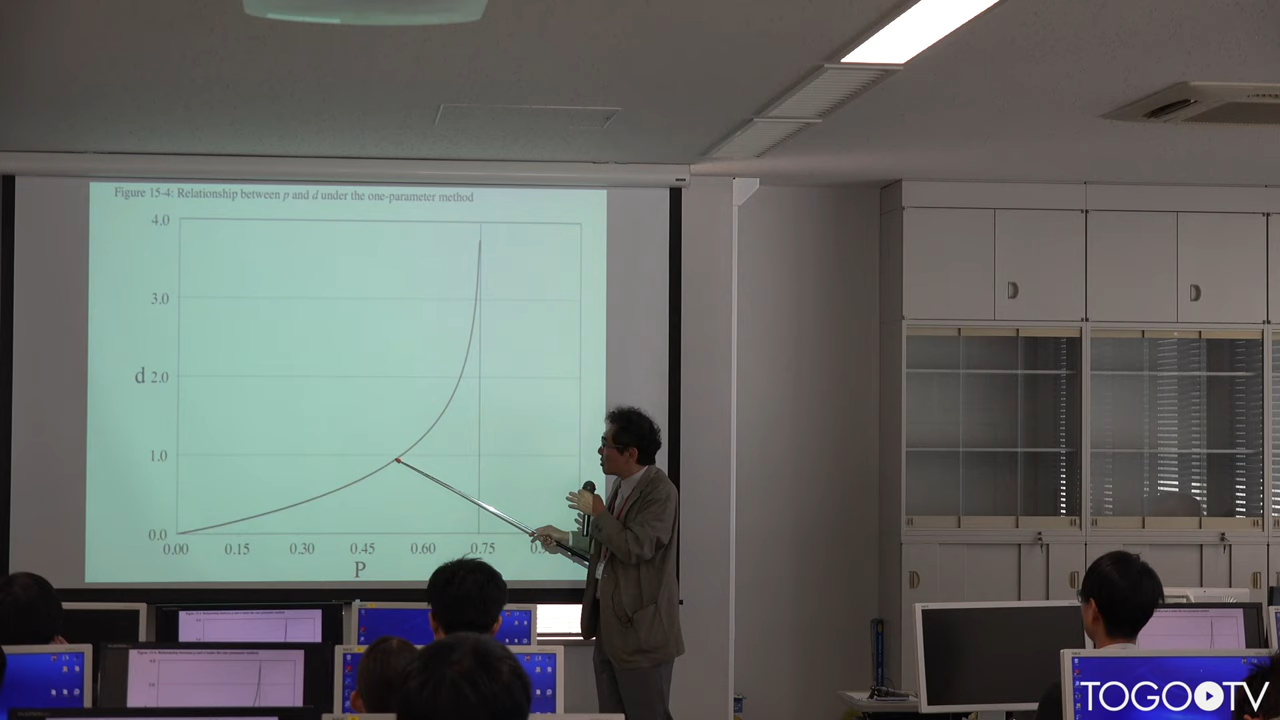 Figure 15-4: Relationship between p and d under the one-parameter method
4.0
3.0
d 2.0
1.0
0.0
0.00 0.15 0.30 0.45 0.60 0.75
P
TOGOTV